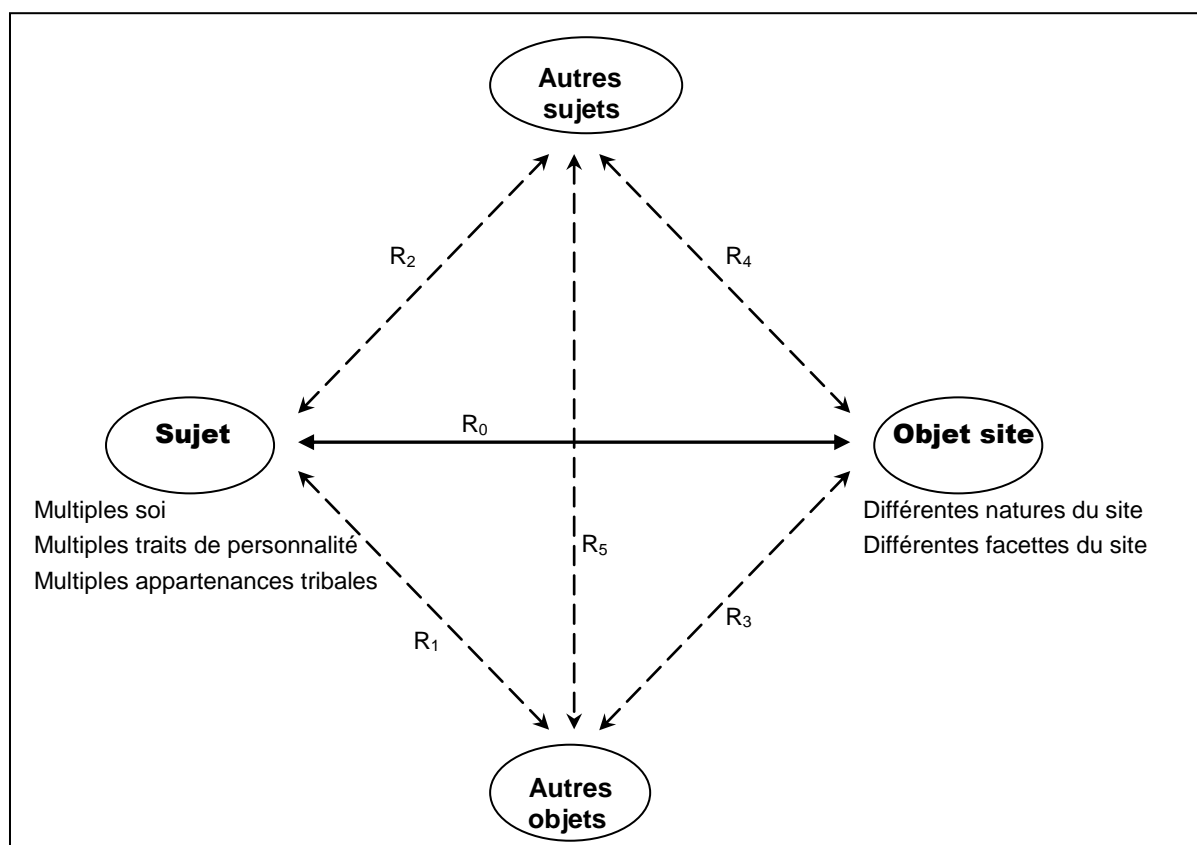 Autres
sujets
R₂
R₄
Sujet
R₀
Objet site
Multiples soi
Multiples traits de personnalité
Multiples appartenances tribales
Différentes natures du site
Différentes facettes du site
R₅
R₁
R₃
Autres
objets